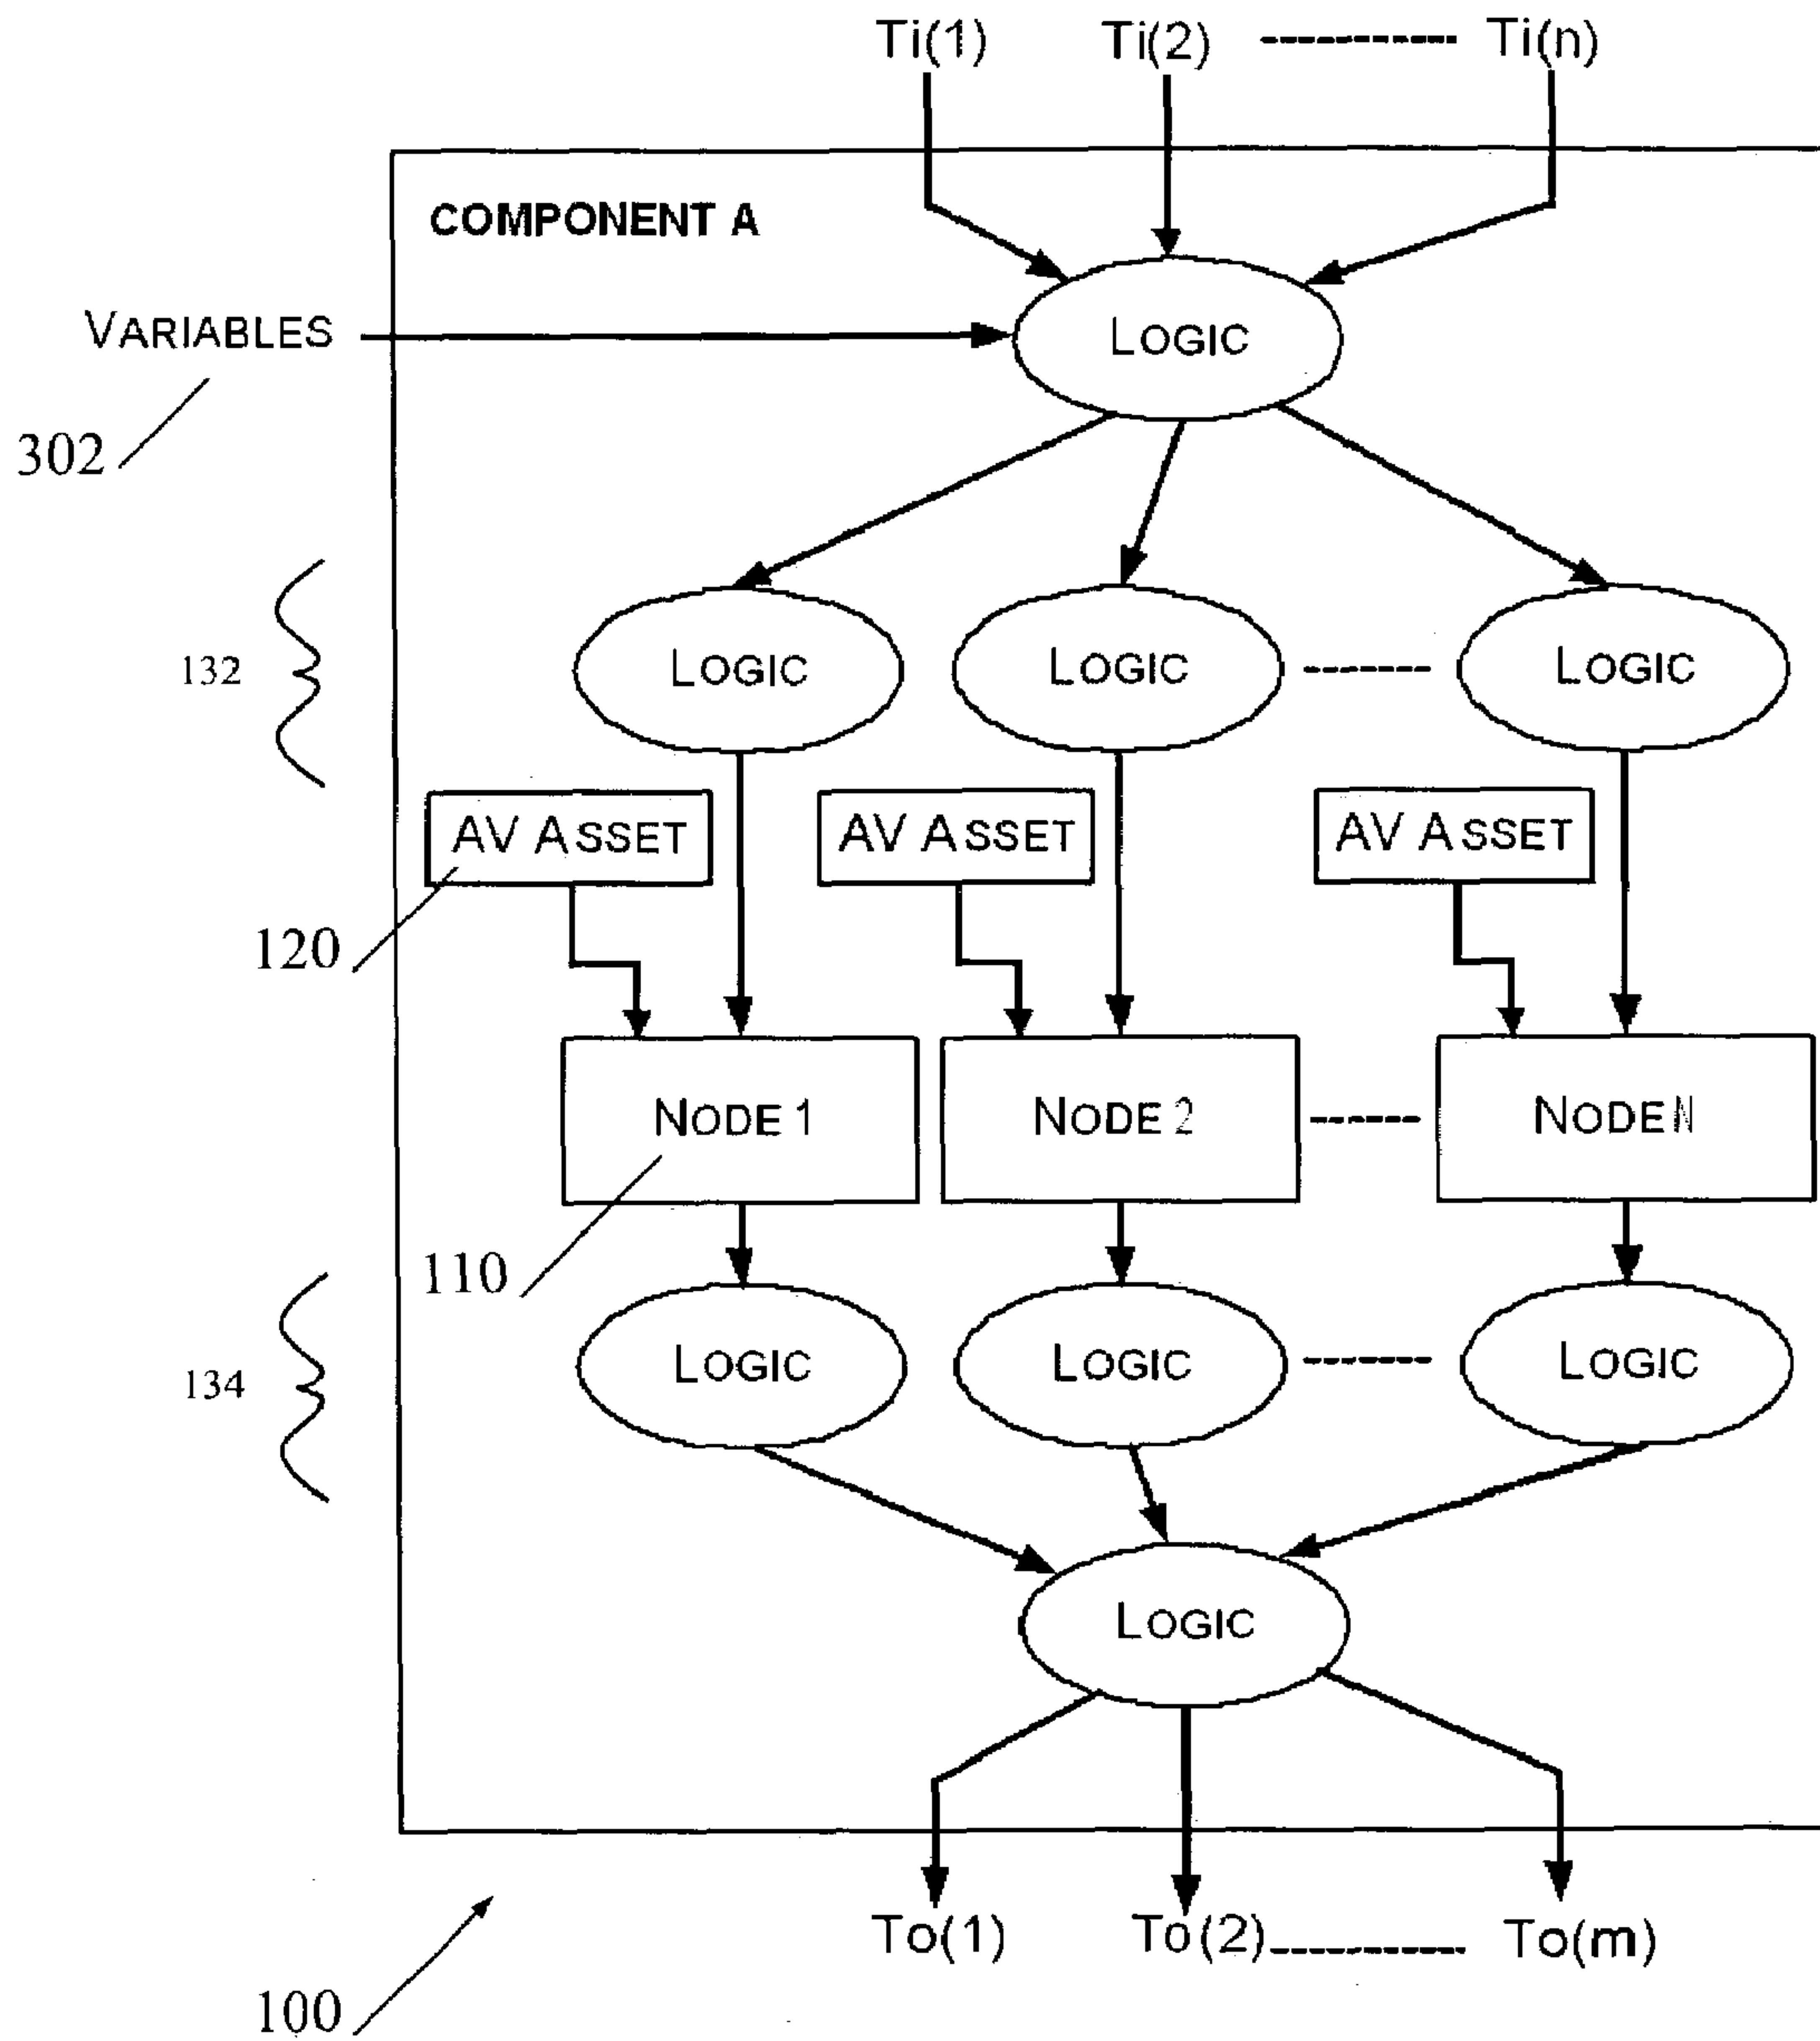 Ti(1) Ti(2) Ti(n)
COMPONENT A
VARIABLES
LOGIC
302
132
LOGIC LOGIC LOGIC
AV ASSET AV ASSET AV ASSET
120
NODE 1 NODE 2 NODE N
110
134
LOGIC LOGIC LOGIC
LOGIC
To(1) To(2) To(m)
100